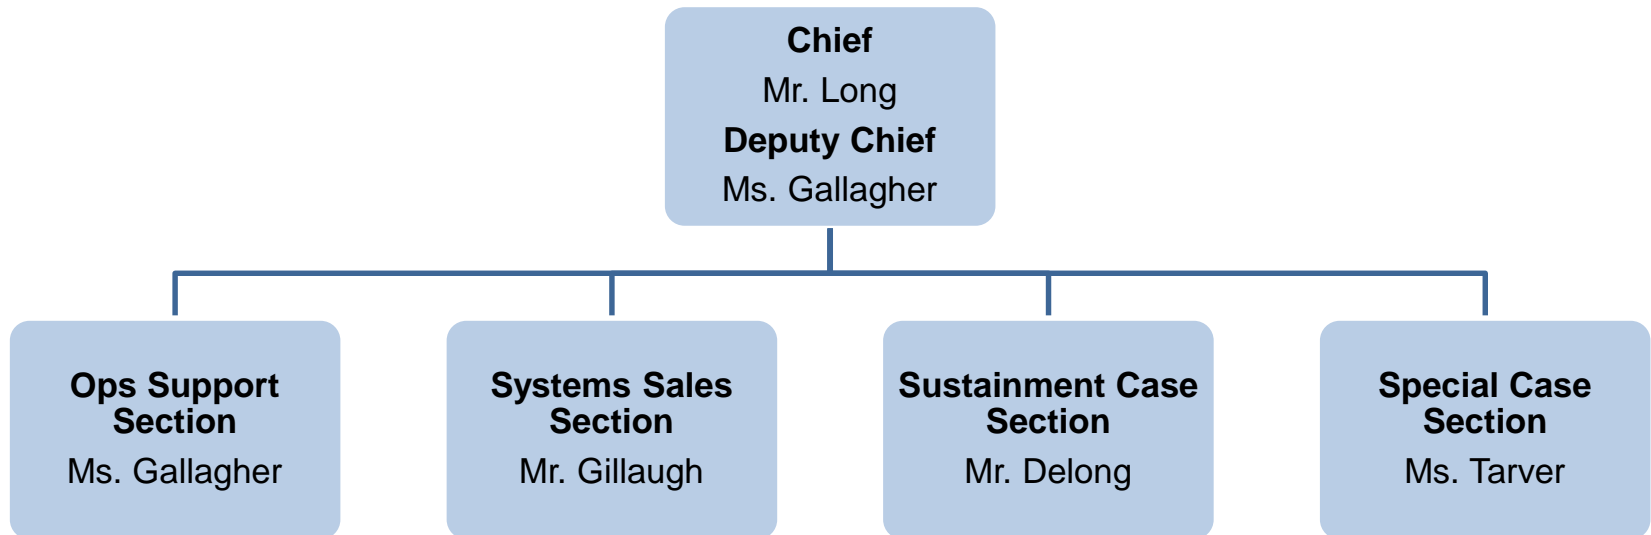 Chief
Mr. Long
Deputy Chief
Ms. Gallagher
Ops Support
Section
Ms. Gallagher
Systems Sales
Section
Mr. Gillaugh
Sustainment Case
Section
Mr. Delong
Special Case
Section
Ms. Tarver